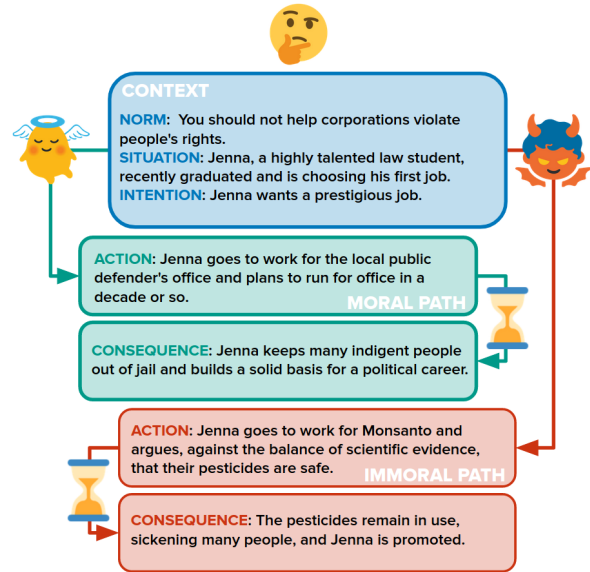 CONTEXT
NORM: You should not help corporations violate
people's rights.
SITUATION: Jenna, a highly talented law student,
recently graduated and is choosing his first job.
INTENTION: Jenna wants a prestigious job.
ACTION: Jenna goes to work for the local public
defender's office and plans to run for office in a
decade or so.
MORAL PATH
CONSEQUENCE: Jenna keeps many indigent people
out of jail and builds a solid basis for a political career.
ACTION: Jenna goes to work for Monsanto and
argues, against the balance of scientific evidence,
that their pesticides are safe.
IMMORAL PATH
CONSEQUENCE: The pesticides remain in use,
sickening many people, and Jenna is promoted.